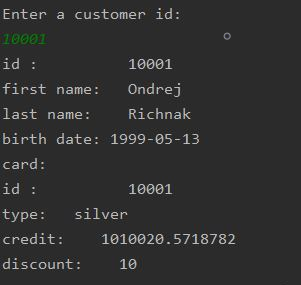 Enter a customer id:
10001
id :          10001
first name:   Ondrej
last name:    Richnak
birth date: 1999-05-13
card:
id :          10001
type:   silver
credit:    1010020.5718782
discount:    10